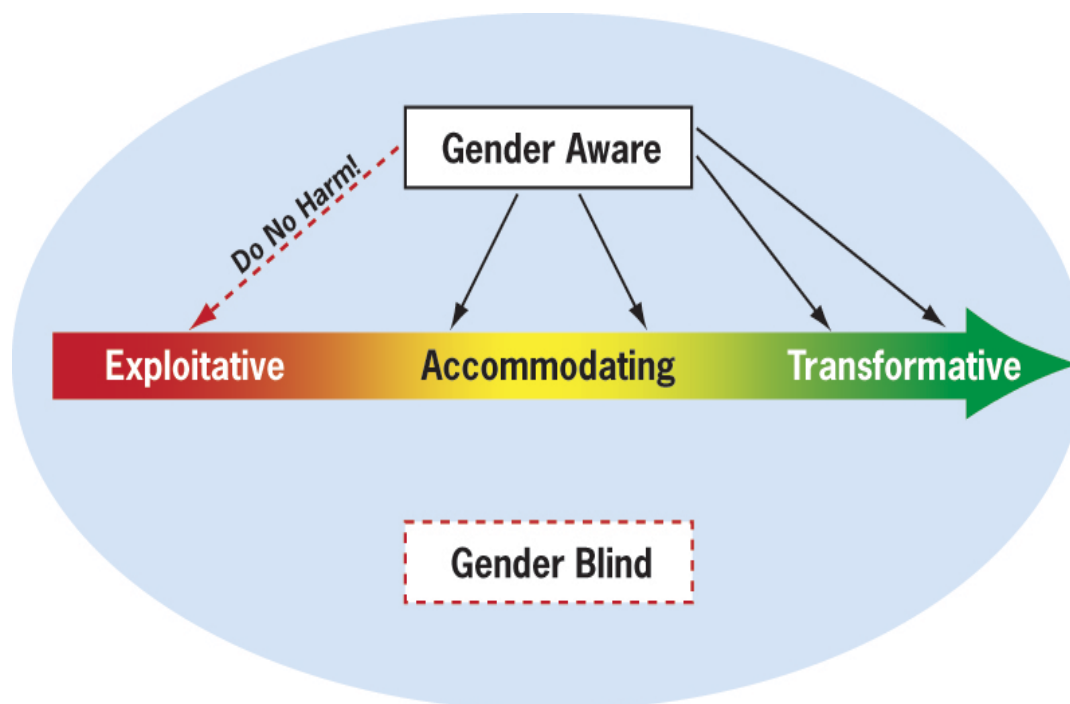 Gender Aware
Do No Harm!
Exploitative
Accommodating
Transformative
Gender Blind